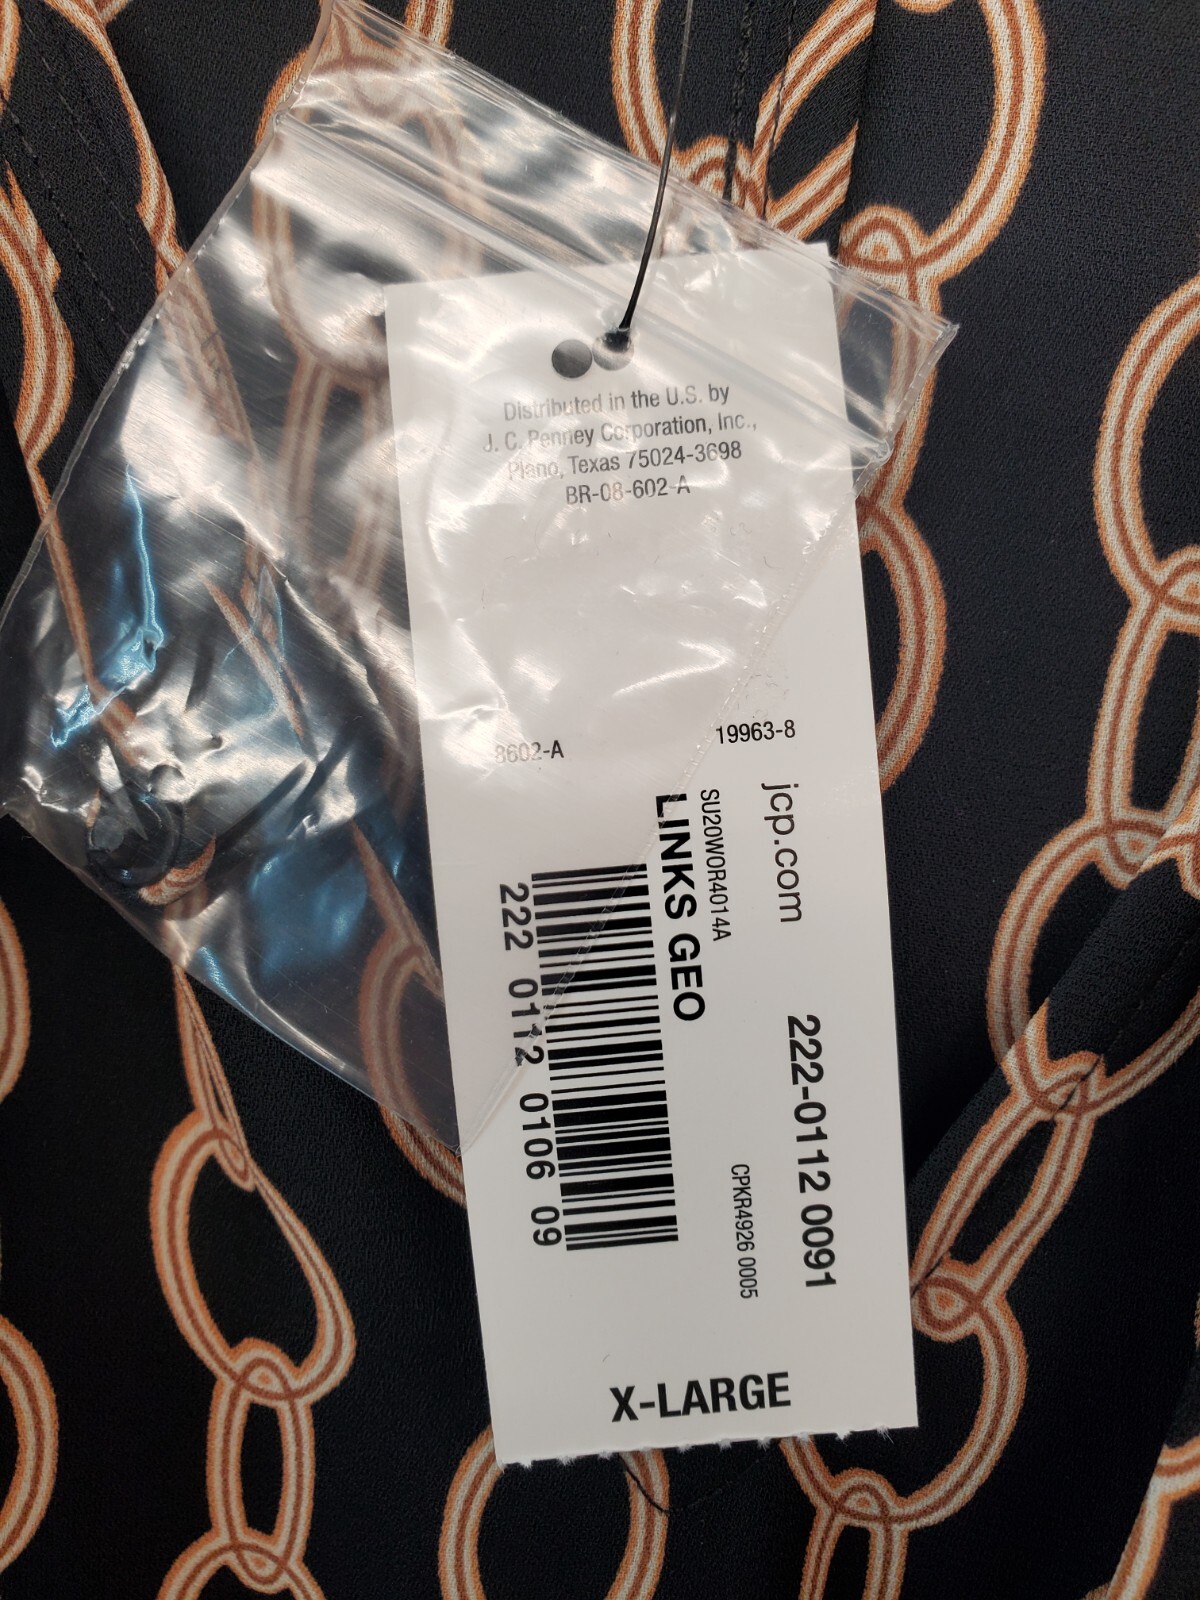 Distributed in the U.S. by
J. C. Penney Corporation, Inc.,
Plano, Texas 75024-3698
BR-08-602-A
8602-A
19963-8
jcp.com
222-0112 0091
SU20WOR4014A
CPKR4926 0005
LINKS GEO
222 0112 0106 09
X-LARGE